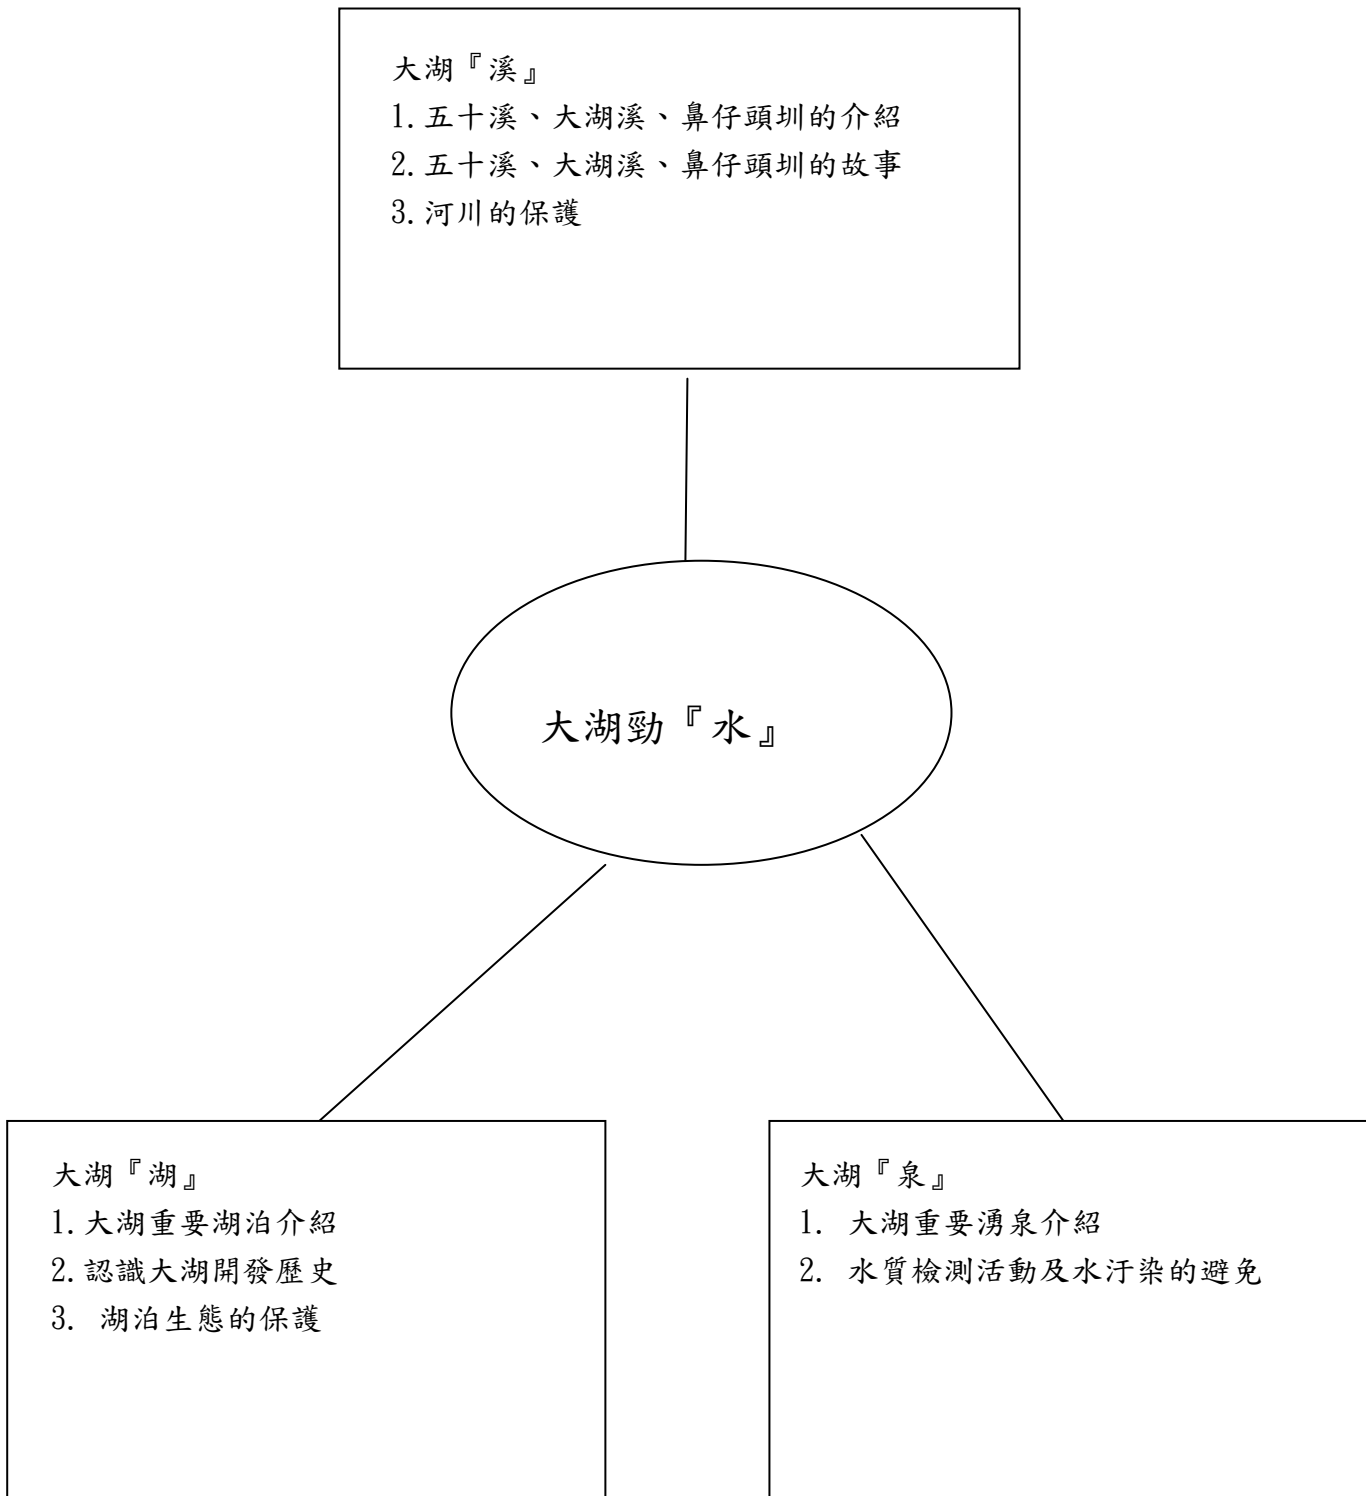 大湖『溪』
1.五十溪、大湖溪、鼻仔頭圳的介紹
2.五十溪、大湖溪、鼻仔頭圳的故事
3.河川的保護
大湖勁『水』
大湖『湖』
1.大湖重要湖泊介紹
2.認識大湖開發歷史
3. 湖泊生態的保護
大湖『泉』
1. 大湖重要湧泉介紹
2. 水質檢測活動及水汙染的避免